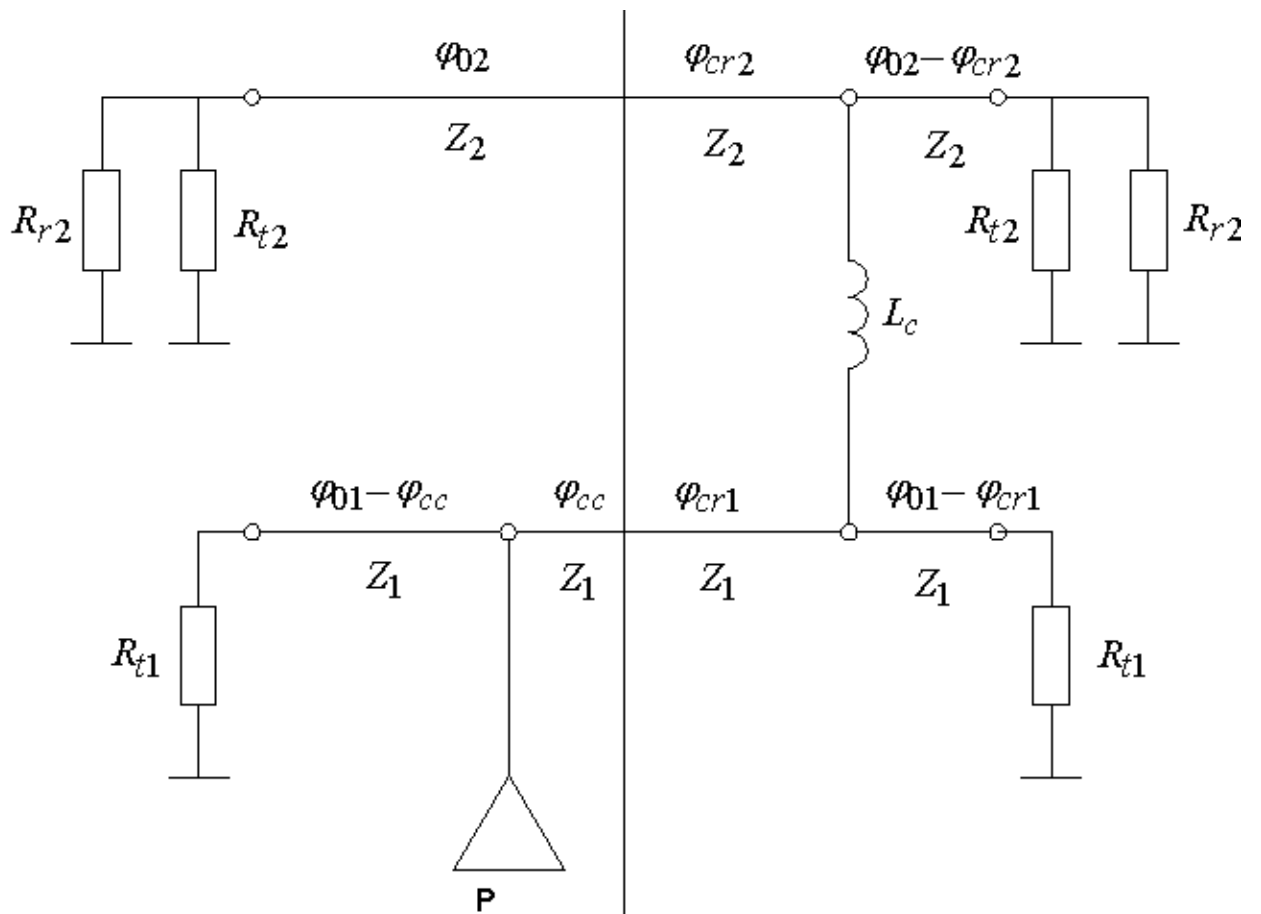 φ02 φcr2 φ02−φcr2
Z2 Z2 Z2
Rr2 Rt2 Rt2 Rr2
Lc
φ01−φcc φcc φcr1 φ01−φcr1
Z1 Z1 Z1 Z1
Rt1 Rt1
P